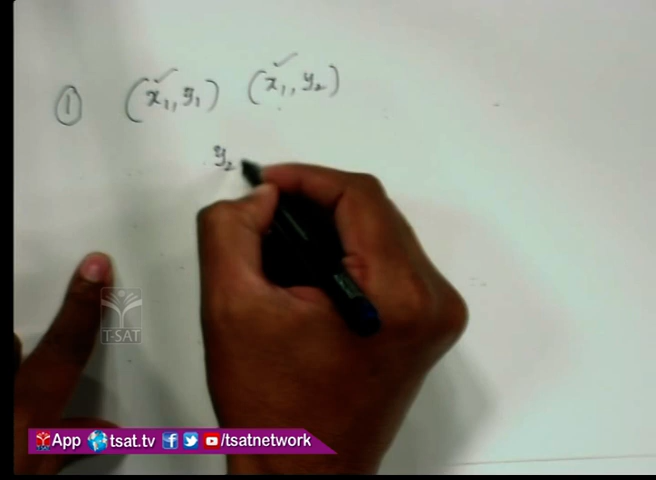 ① (x₁, y₁) (x₁, y₂)
y₂
T-SAT
App tsat.tv /tsatnetwork